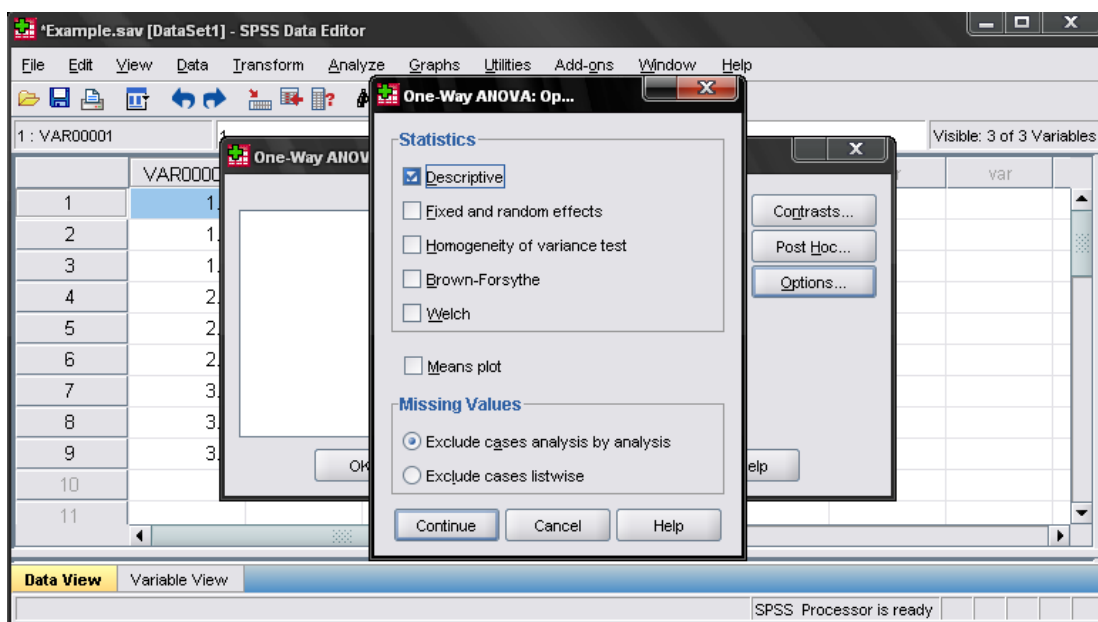 *Example.sav [DataSet1] - SPSS Data Editor
File Edit View Data Transform Analyze Graphs Utilities Add-ons Window Help
1 : VAR00001
Visible: 3 of 3 Variables
var
1 1.
2 1.
3 1.
4 2.
5 2.
6 2.
7 3.
8 3.
9 3.
10
11
One-Way ANOV
Contrasts...
Post Hoc...
Options...
OK
elp
One-Way ANOVA: Op...
Statistics
Descriptive
Fixed and random effects
Homogeneity of variance test
Brown-Forsythe
Welch
Means plot
Missing Values
Exclude cases analysis by analysis
Exclude cases listwise
Continue Cancel Help
Data View Variable View
SPSS Processor is ready